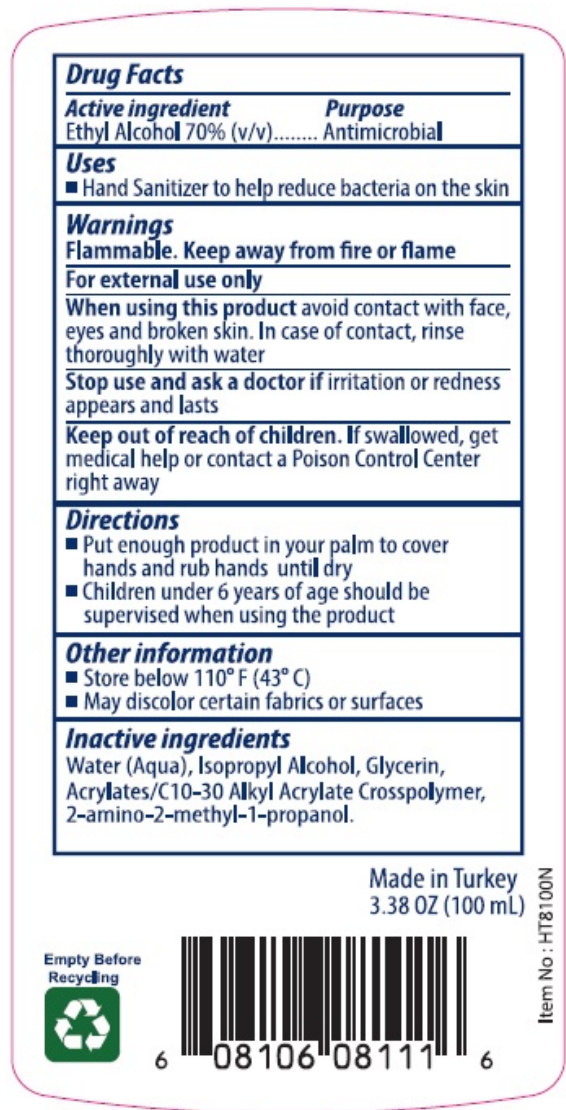 Drug Facts
Active ingredient Purpose
Ethyl Alcohol 70% (v/v)........ Antimicrobial
Uses
▪ Hand Sanitizer to help reduce bacteria on the skin
Warnings
Flammable. Keep away from fire or flame
For external use only
When using this product avoid contact with face,
eyes and broken skin. In case of contact, rinse
thoroughly with water
Stop use and ask a doctor if irritation or redness
appears and lasts
Keep out of reach of children. If swallowed, get
medical help or contact a Poison Control Center
right away
Directions
▪ Put enough product in your palm to cover
hands and rub hands until dry
▪ Children under 6 years of age should be
supervised when using the product
Other information
▪ Store below 110° F (43° C)
▪ May discolor certain fabrics or surfaces
Inactive ingredients
Water (Aqua), Isopropyl Alcohol, Glycerin,
Acrylates/C10-30 Alkyl Acrylate Crosspolymer,
2-amino-2-methyl-1-propanol.
Made in Turkey
3.38 OZ (100 mL)
Item No : HT8100N
Empty Before
Recycling
6 08106 08111 6